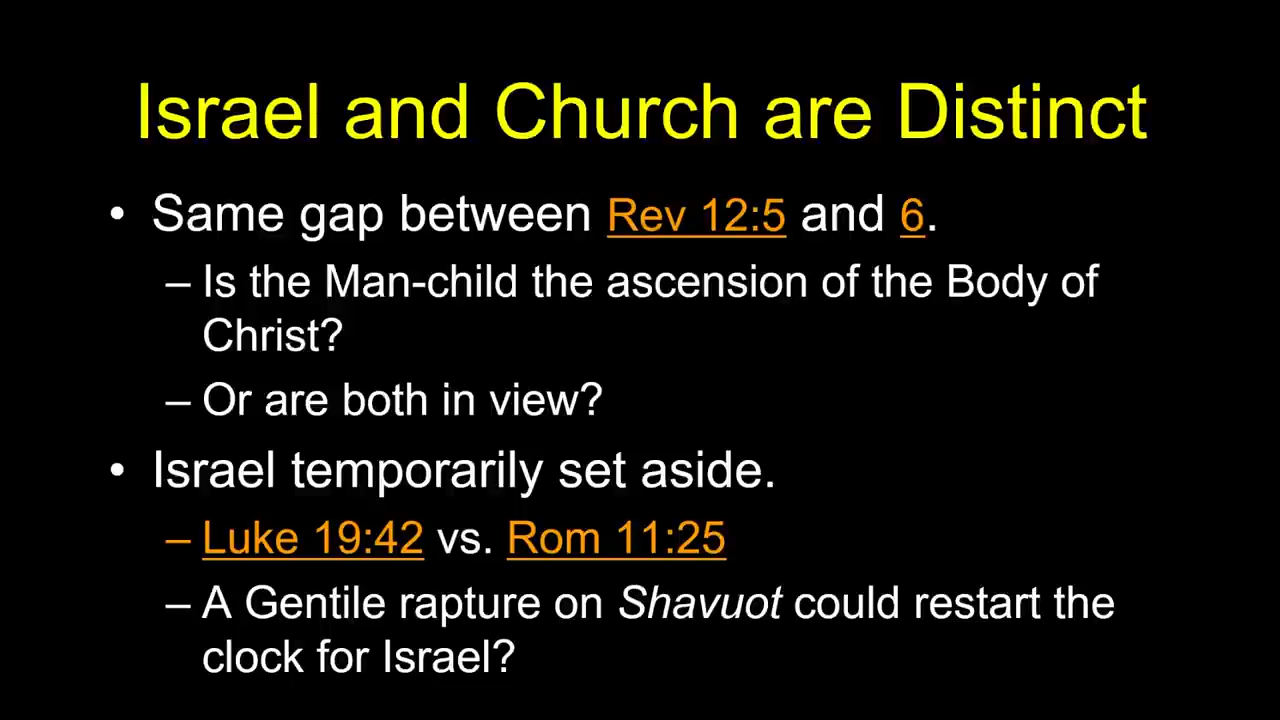 Israel and Church are Distinct
• Same gap between Rev 12:5 and 6.
– Is the Man-child the ascension of the Body of
Christ?
– Or are both in view?
• Israel temporarily set aside.
– Luke 19:42 vs. Rom 11:25
– A Gentile rapture on Shavuot could restart the
clock for Israel?